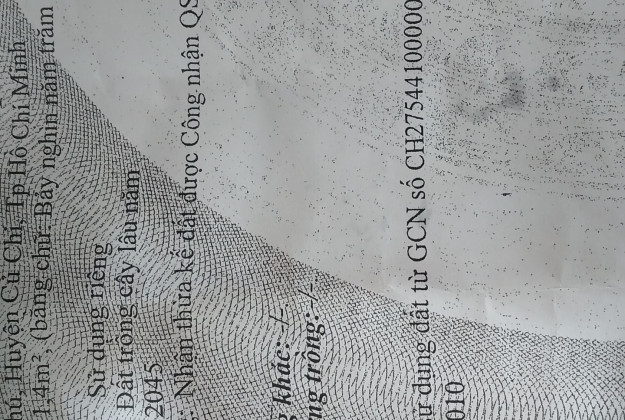 Huyện Củ Chi, Tp Hồ Chí Minh
1.4m², (bằng chữ: Bảy nghìn năm trăm
Sử dụng riêng
Đất trồng cây lâu năm
2045
Nhận thừa kế đất được Công nhận QS
khác: -/-
ng trồng: -/-
dụng đất từ GCN số CH27544100000
010